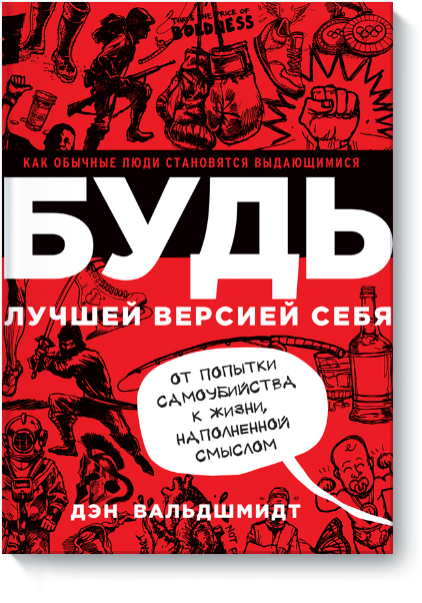 THAT'S THE PRICE OF
BOLDNESS
КАК ОБЫЧНЫЕ ЛЮДИ СТАНОВЯТСЯ ВЫДАЮЩИМИСЯ
БУДЬ
ЛУЧШЕЙ ВЕРСИЕЙ СЕБЯ
ОТ ПОПЫТКИ
САМОУБИЙСТВА
К ЖИЗНИ,
НАПОЛНЕННОЙ
СМЫСЛОМ
ДЭН ВАЛЬДШМИДТ